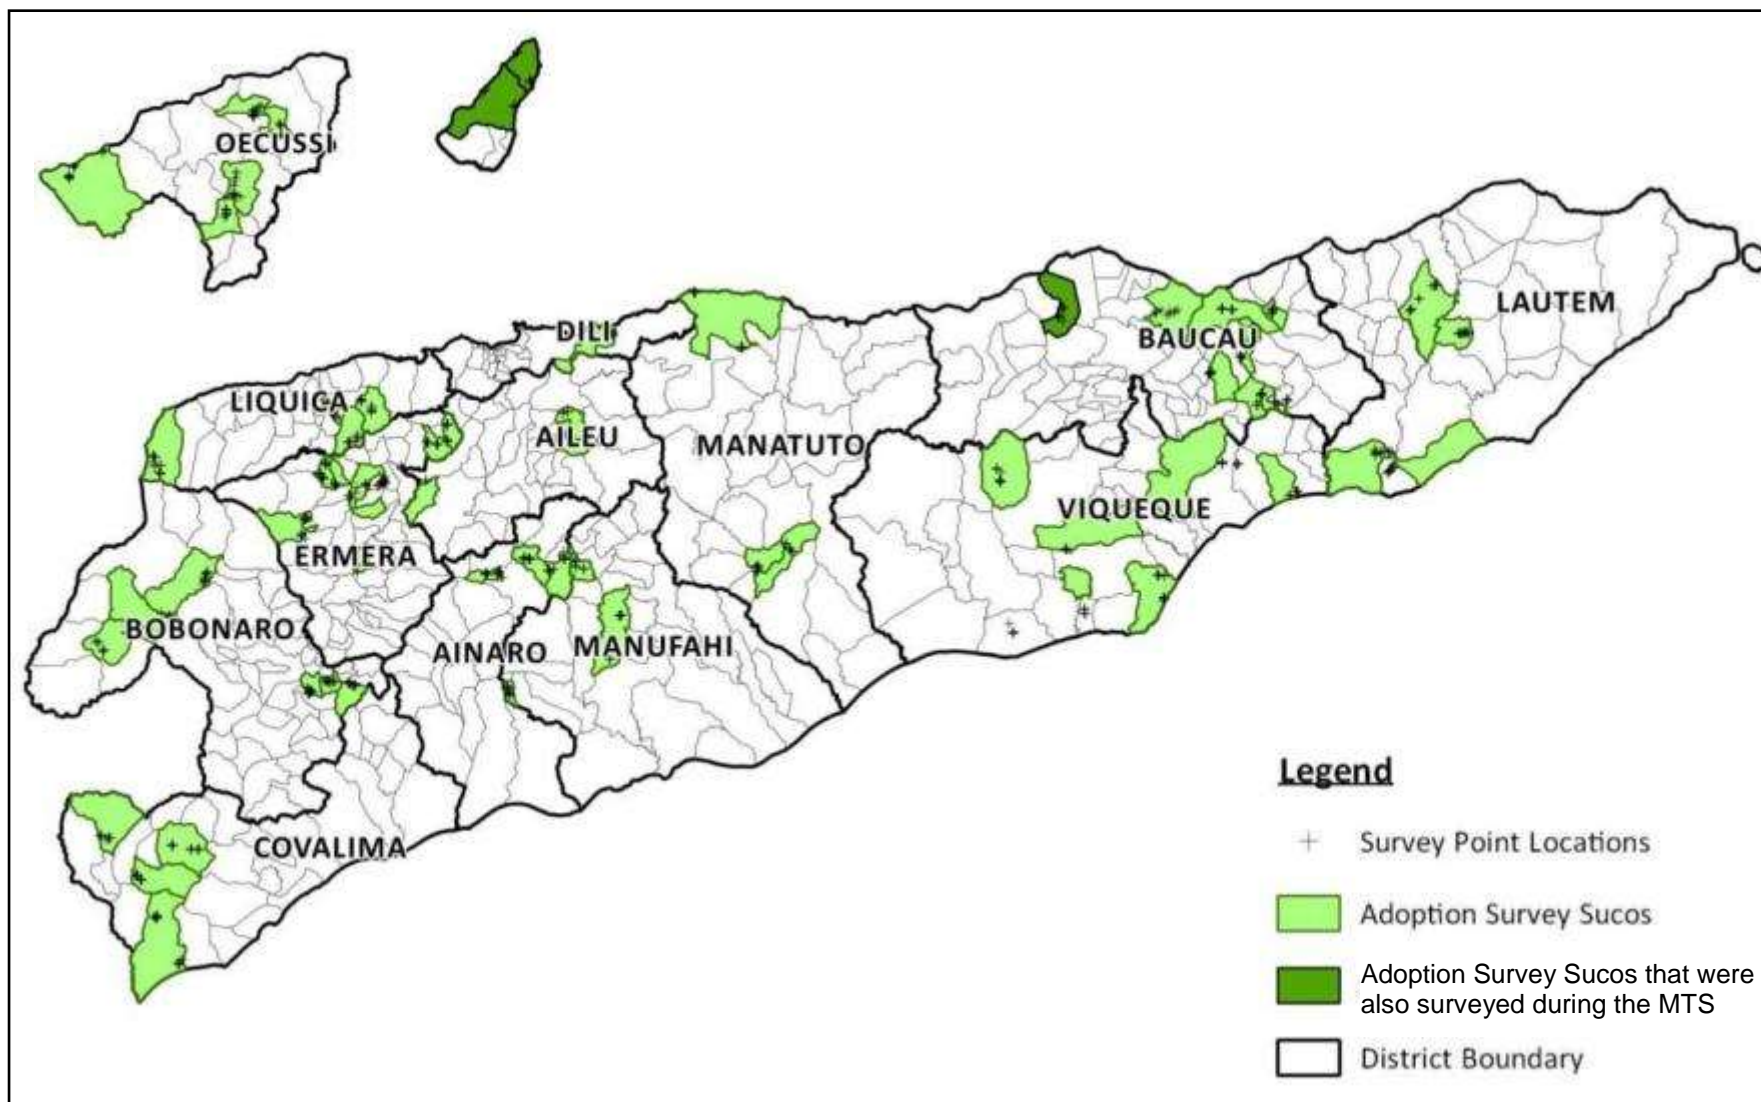 OECUSSI
DILI
LAUTEM
BAUCAU
LIQUICA
AILEU
MANATUTO
VIQUEQUE
ERMERA
BOBONARO
AINARO
MANUFAHI
COVALIMA
Legend
Survey Point Locations
Adoption Survey Sucos
Adoption Survey Sucos that were
also surveyed during the MTS
District Boundary